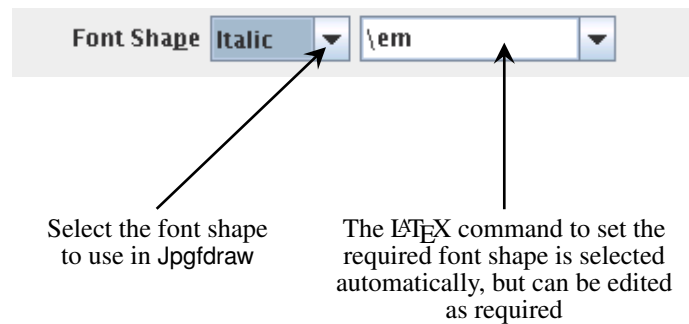 Font Shape Italic \em
Select the font shape
to use in Jpgfdraw
The LATEX command to set the
required font shape is selected
automatically, but can be edited
as required